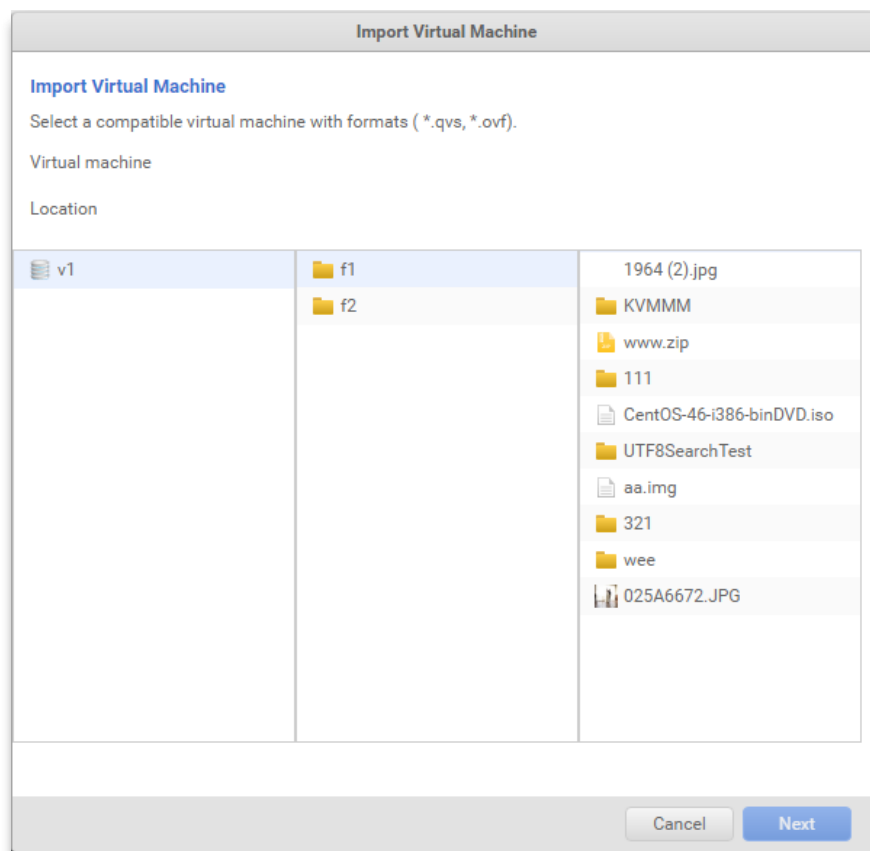 Import Virtual Machine
Import Virtual Machine
Select a compatible virtual machine with formats ( *.qvs, *.ovf).
Virtual machine
Location
v1
f1
f2
1964 (2).jpg
KVMMM
www.zip
111
CentOS-46-i386-binDVD.iso
UTF8SearchTest
aa.img
321
wee
025A6672.JPG
Cancel
Next